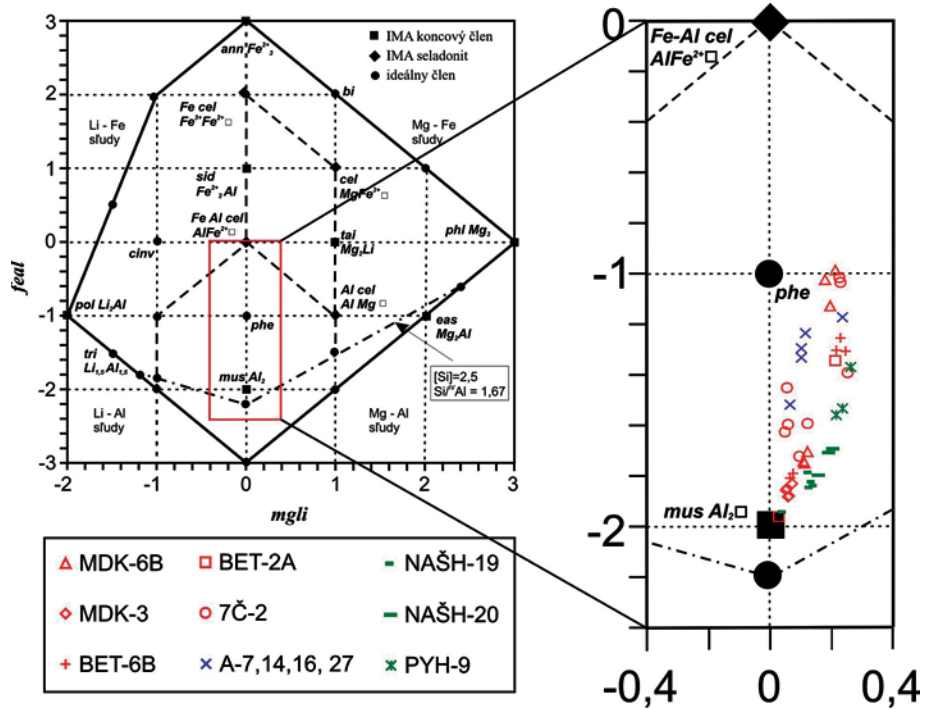 3
2
1
0
-1
-2
-3
-2
-1
0
1
2
3
feal
mgli
ann Fe²⁺₃
■ IMA koncový člen
◆ IMA seladonit
● ideálny člen
bi
Fe cel
Fe³⁺Fe²⁺□
Li - Fe
sľudy
Mg - Fe
sľudy
sid
Fe²⁺₂Al
cel
MgFe³⁺□
Fe Al cel
AlFe²⁺□
cinv
tai
Mg₂Li
phl Mg₃
pol Li₂Al
Al cel
Al Mg □
phe
eas
Mg₂Al
tri
Li₁,₅Al₁,₅
mus Al₂
[Si]=2,5
Si/ᴵⱽAl = 1,67
Li - Al
sľudy
Mg - Al
sľudy
0
Fe-Al cel
AlFe²⁺□
-1
phe
mus Al₂□
-2
-0,4
0
0,4
MDK-6B
BET-2A
NAŠH-19
MDK-3
7Č-2
NAŠH-20
BET-6B
A-7,14,16, 27
PYH-9